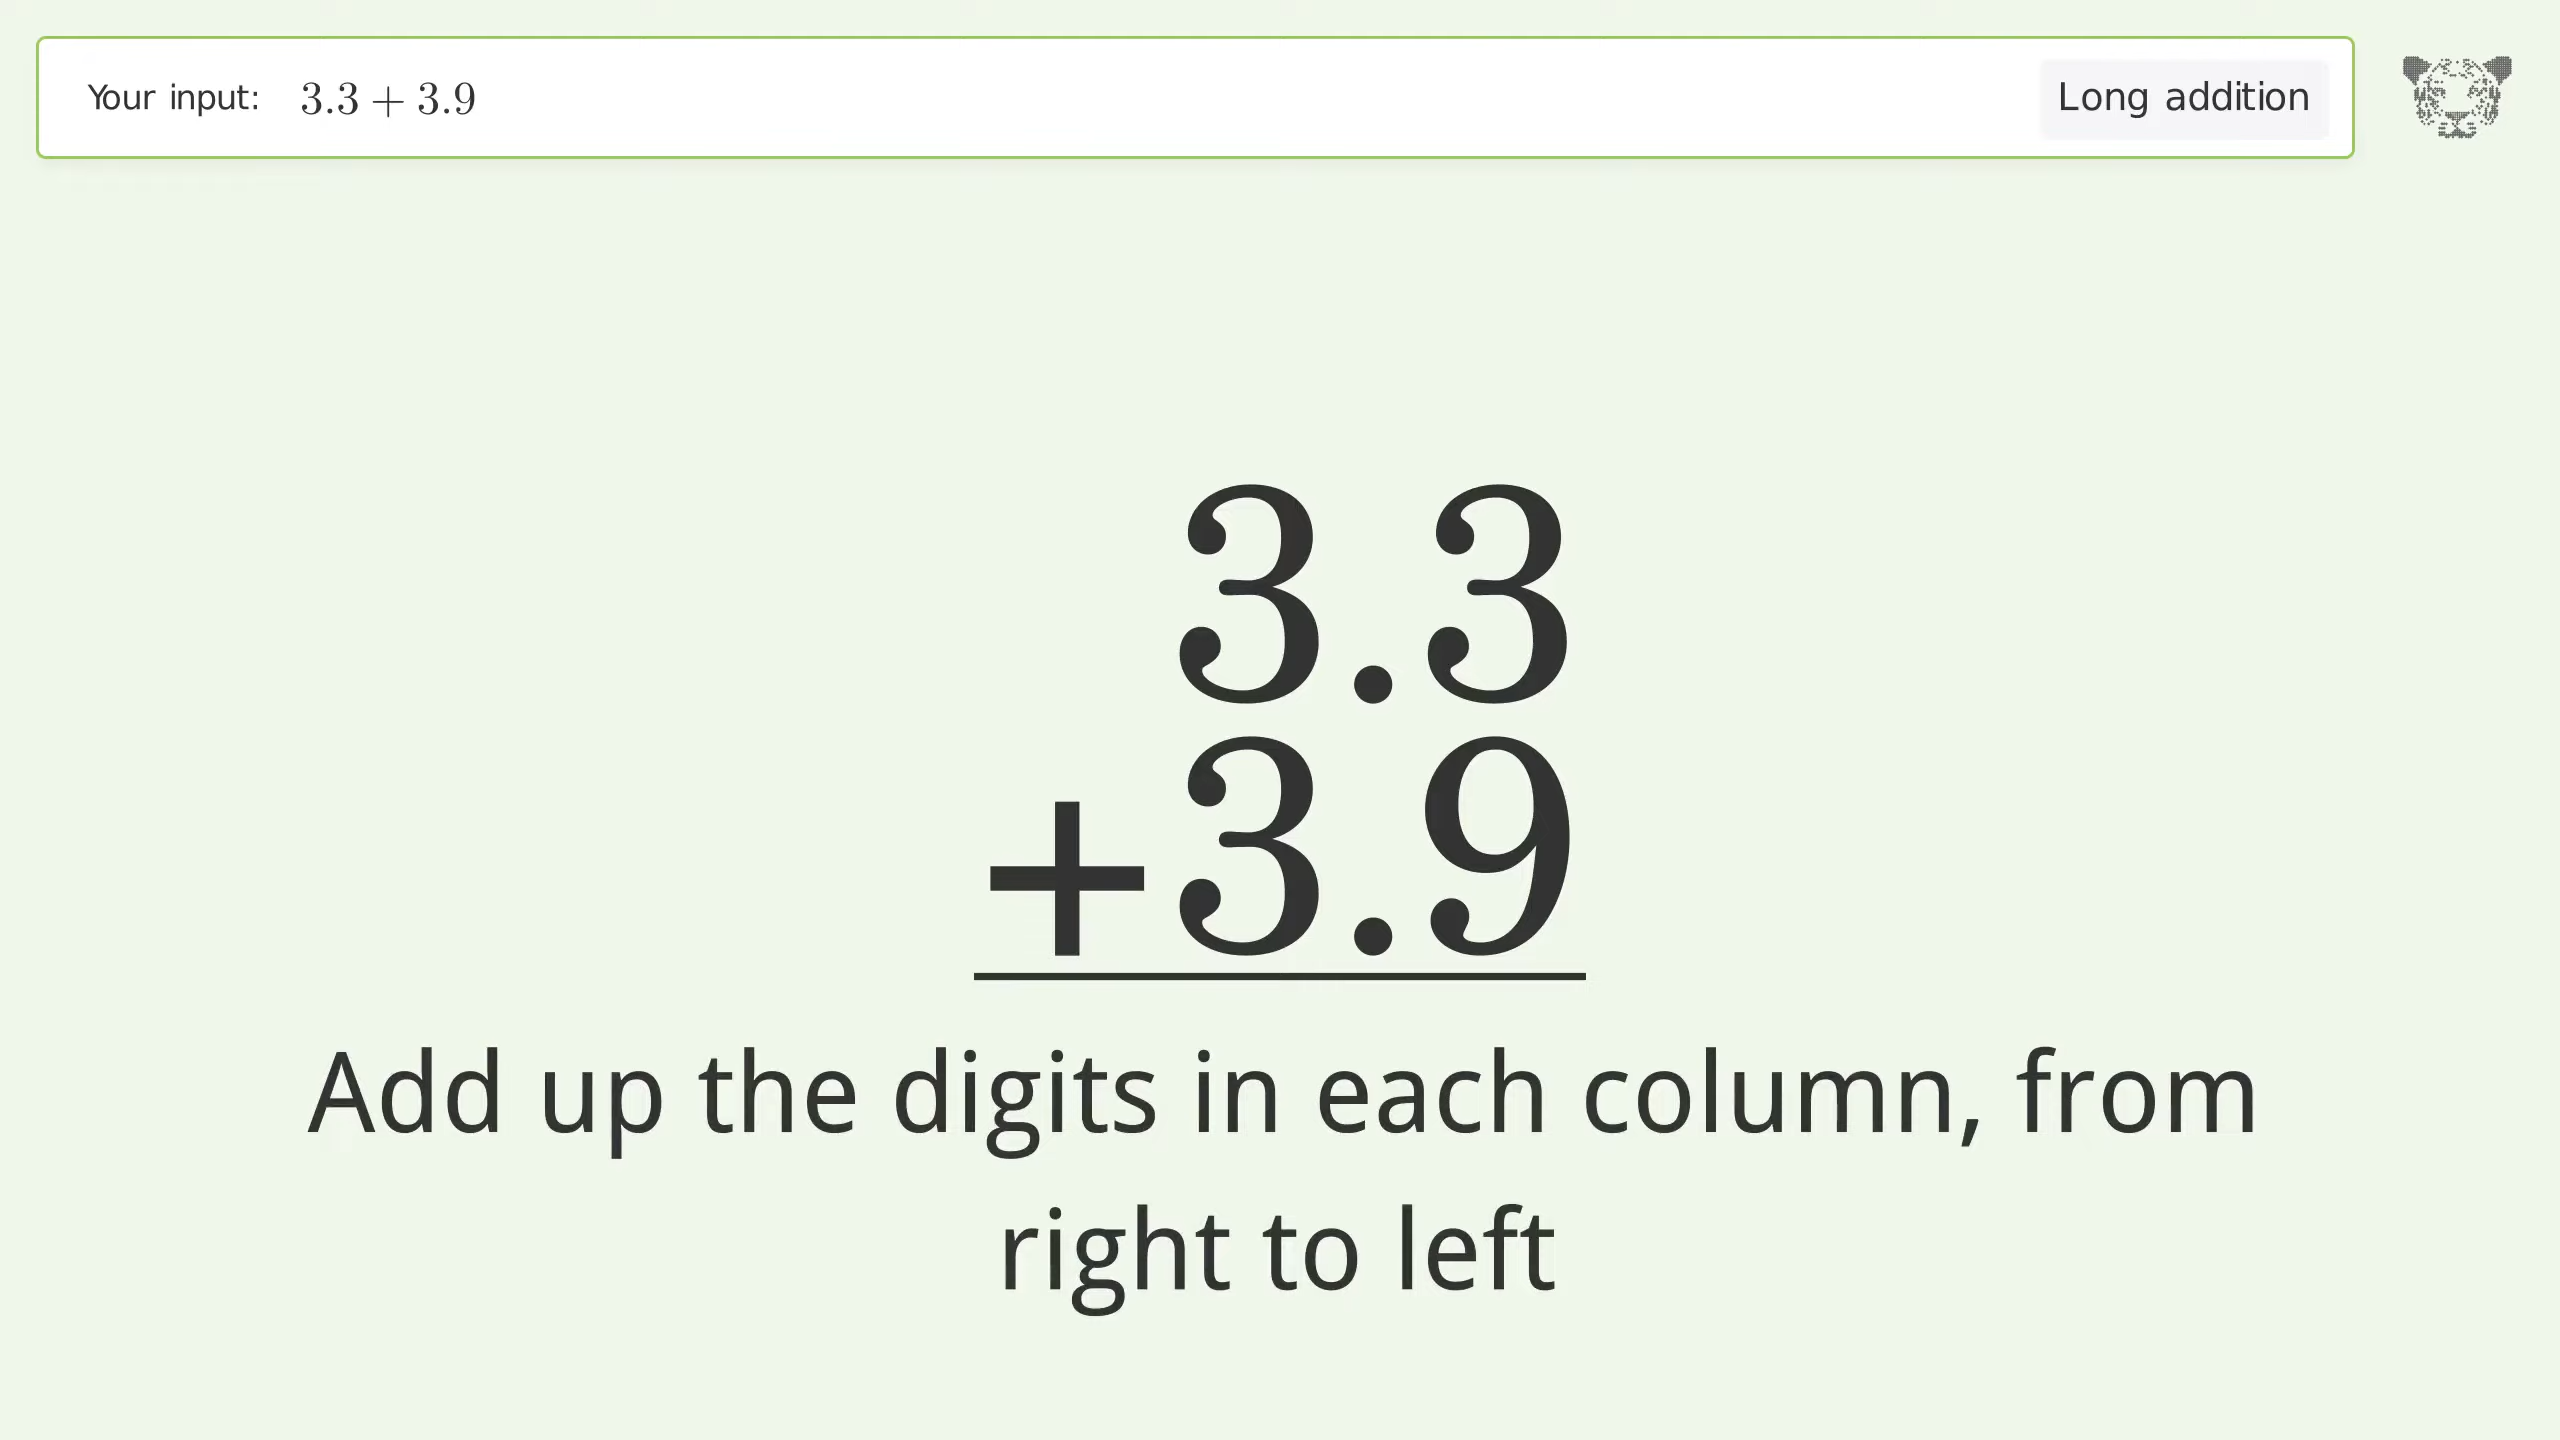 Your input: 3.3 + 3.9
Long addition
3.3
+3.9
Add up the digits in each column, from
right to left